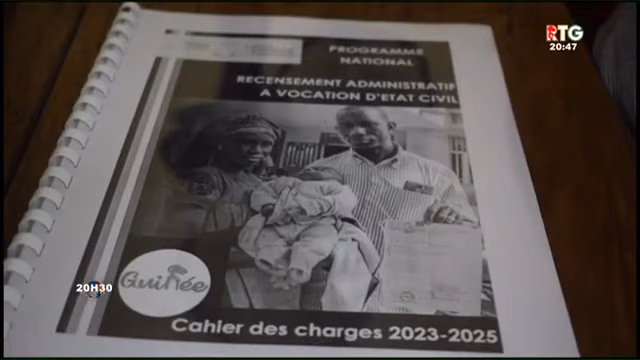 RTG
20:47
PROGRAMME
NATIONAL
RECENSEMENT ADMINISTRATIF
A VOCATION D'ETAT CIVIL
Guinée
20H30
Cahier des charges 2023-2025